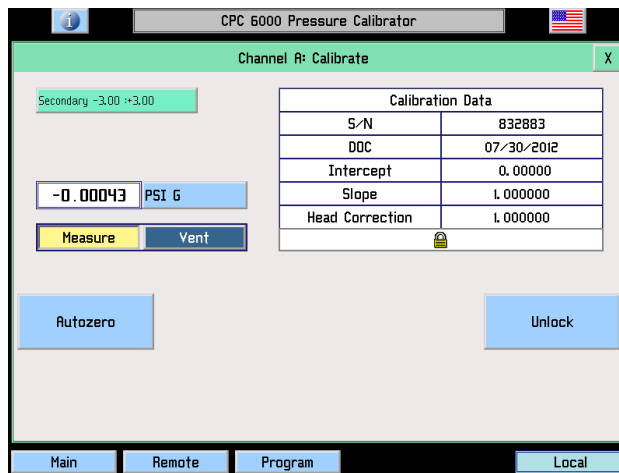 CPC 6000 Pressure Calibrator
Channel A: Calibrate
X
Secondary -3.00 :+3.00
Calibration Data
S/N 832883
DOC 07/30/2012
Intercept 0.00000
Slope 1.000000
Head Correction 1.000000
-0.00043 PSI G
Measure Vent
Autozero
Unlock
Main Remote Program Local